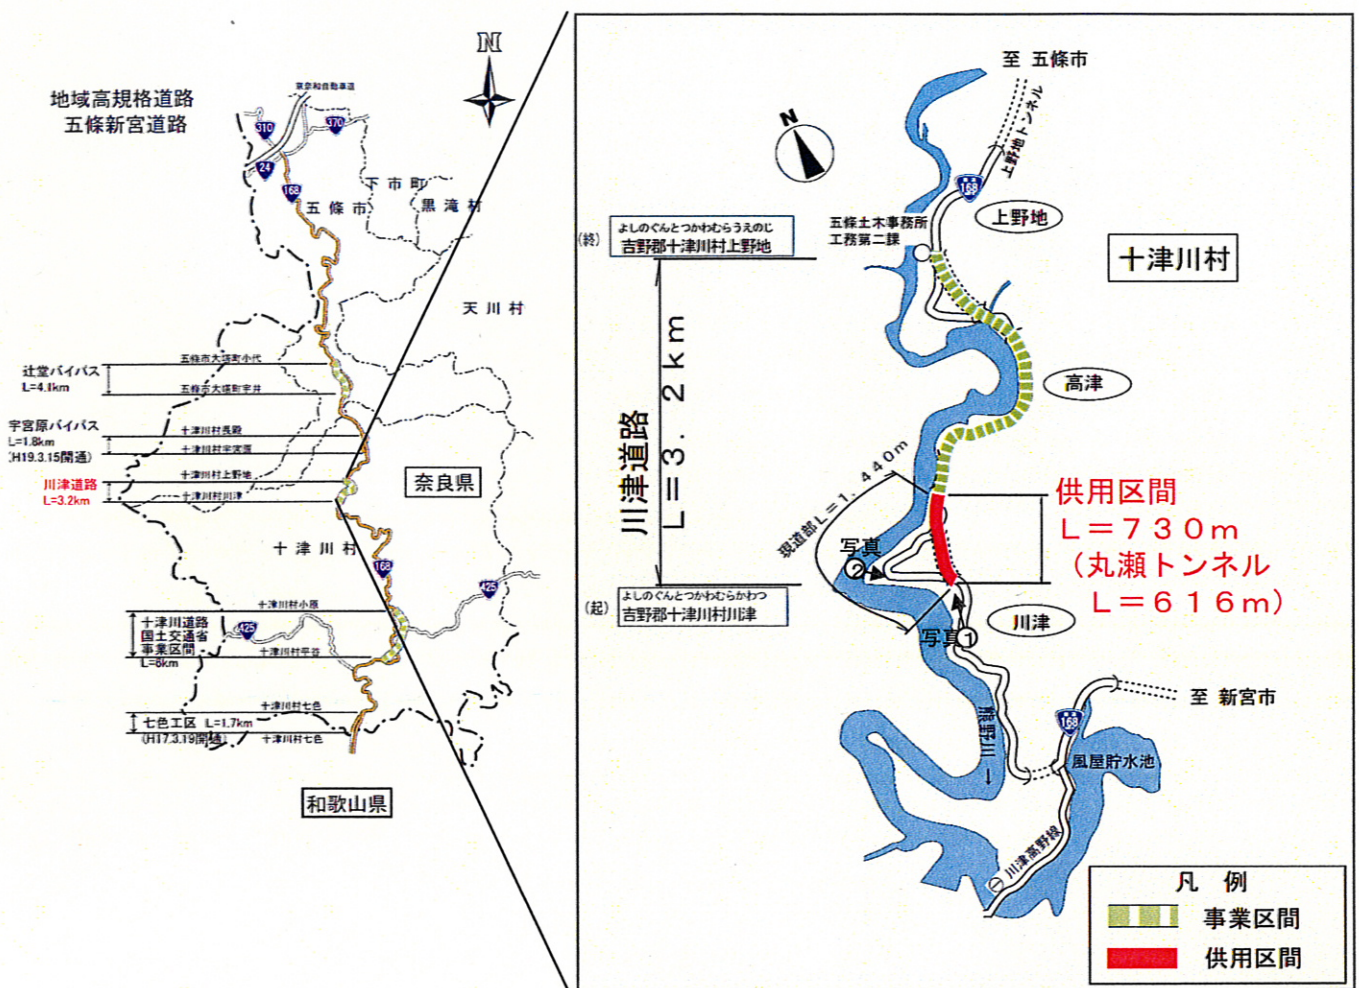 地域高規格道路
五條新宮道路
N
京奈和自動車道
310
370
24
168
五條市
下市町
黒滝村
天川村
辻堂バイパス
L=4.1km
五條市大塔町小代
五條市大塔町宇井
宇宮原バイパス
L=1.8km
(H19.3.15開通)
十津川村長殿
十津川村宇宮原
川津道路
L=3.2km
十津川村上野地
十津川村川津
奈良県
十津川村
168
425
425
十津川道路
国土交通省
事業区間
L=6km
十津川村小原
十津川村平谷
七色工区 L=1.7km
(H17.3.19開通)
十津川村七色
十津川村七色
和歌山県
至 五條市
上野地トンネル
N
168
上野地
五條土木事務所
工務第二課
十津川村
(終)
よしのぐんとつかわむらうえのじ
吉野郡十津川村上野地
川津道路
L=3.2km
高津
現道部L=1.440m
供用区間
L=730m
(丸瀬トンネル
L=616m)
写真
②
写真①
(起)
よしのぐんとつかわむらかわつ
吉野郡十津川村川津
川津
至 新宮市
168
熊野川→
風屋貯水池
川津高野線
凡 例
事業区間
供用区間